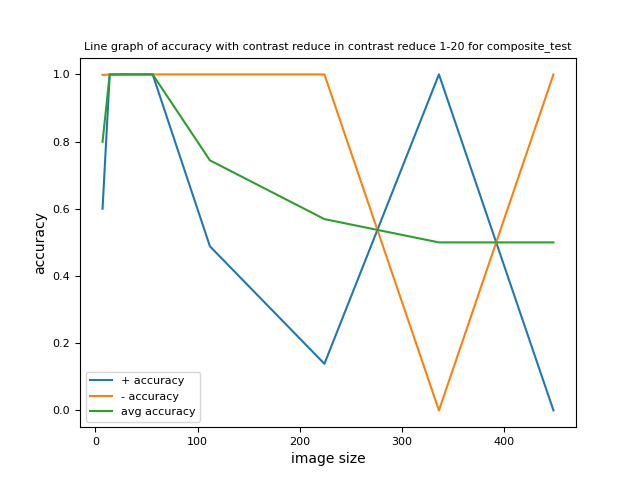 Line graph of accuracy with contrast reduce in contrast reduce 1-20 for composite_test
1.0
0.8
0.6
0.4
0.2
0.0
accuracy
+ accuracy
- accuracy
avg accuracy
0 100 200 300 400
image size